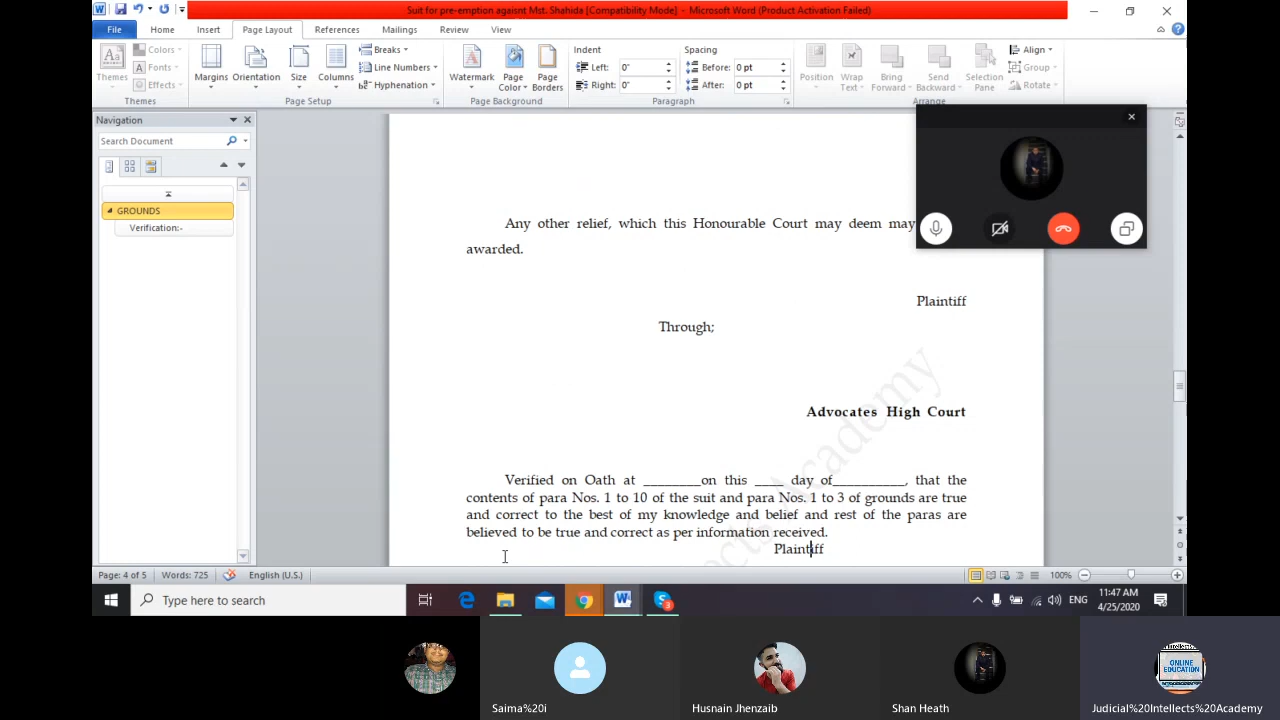 Suit for pre-emption agaisnt Mst. Shahida [Compatibility Mode] - Microsoft Word (Product Activation Failed)
File Home Insert Page Layout References Mailings Review View
Themes Colors Fonts Effects Themes
Margins Orientation Size Columns Breaks Line Numbers Hyphenation Page Setup
Watermark Page Color Page Borders Page Background
Indent Left: 0" Right: 0" Spacing Before: 0 pt After: 0 pt Paragraph
Position Wrap Text Bring Forward Send Backward Selection Pane Align Group Rotate Arrange
Navigation
Search Document
GROUNDS
Verification:-
Any other relief, which this Honourable Court may deem may
awarded.
Plaintiff
Through;
Advocates High Court
Verified on Oath at ________on this ____ day of__________, that the
contents of para Nos. 1 to 10 of the suit and para Nos. 1 to 3 of grounds are true
and correct to the best of my knowledge and belief and rest of the paras are
believed to be true and correct as per information received.
Plaintiff
Academy
Page: 4 of 5 Words: 725 English (U.S.) 100%
Type here to search
ENG
11:47 AM
4/25/2020
ONLINE
EDUCATION
Saima%20i
Husnain Jhenzaib
Shan Heath
Judicial%20Intellects%20Academy